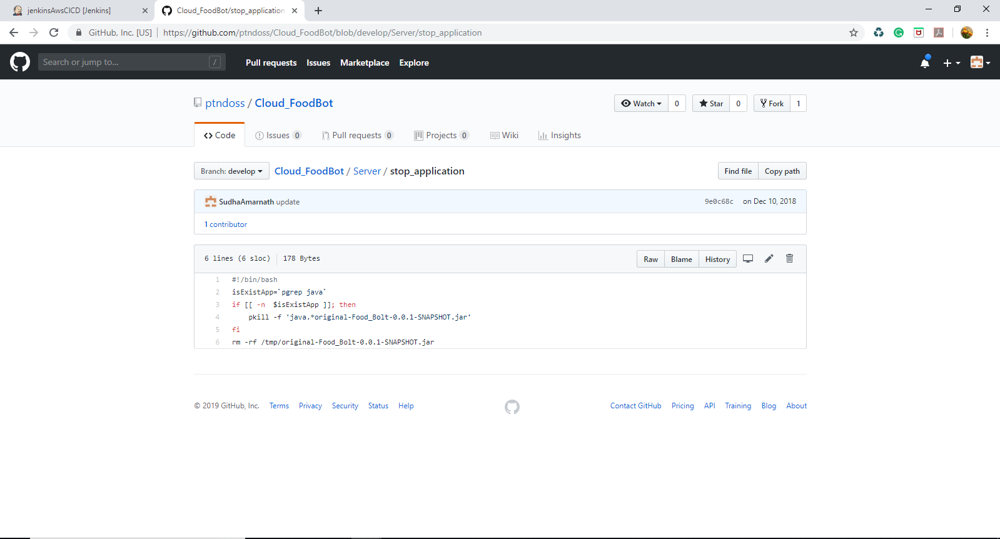 jenkinsAwsCICD [Jenkins]
Cloud_FoodBot/stop_application
GitHub, Inc. [US] https://github.com/ptndoss/Cloud_FoodBot/blob/develop/Server/stop_application
Search or jump to... / Pull requests Issues Marketplace Explore
ptndoss / Cloud_FoodBot
Watch 0 Star 0 Fork 1
Code Issues 0 Pull requests 0 Projects 0 Wiki Insights
Branch: develop Cloud_FoodBot / Server / stop_application Find file Copy path
SudhaAmarnath update 9e0c68c on Dec 10, 2018
1 contributor
6 lines (6 sloc) 178 Bytes Raw Blame History
1 #!/bin/bash
2 isExistApp=`pgrep java`
3 if [[ -n  $isExistApp ]]; then
4     pkill -f 'java.*original-Food_Bolt-0.0.1-SNAPSHOT.jar'
5 fi
6 rm -rf /tmp/original-Food_Bolt-0.0.1-SNAPSHOT.jar
© 2019 GitHub, Inc. Terms Privacy Security Status Help Contact GitHub Pricing API Training Blog About